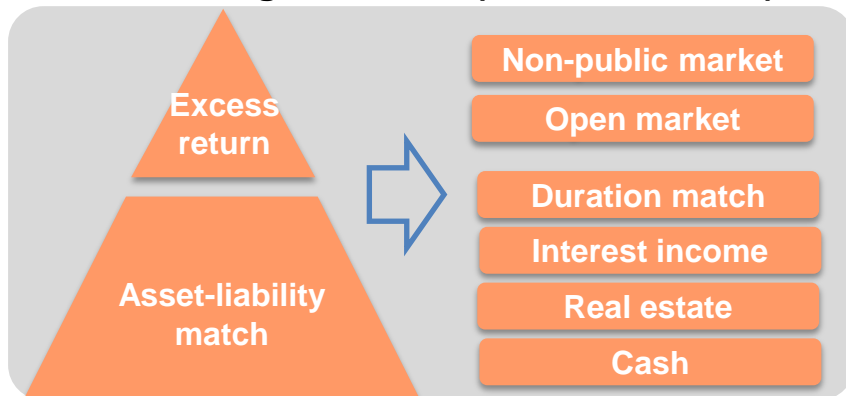 Excess
return
Asset-liability
match
Non-public market
Open market
Duration match
Interest income
Real estate
Cash